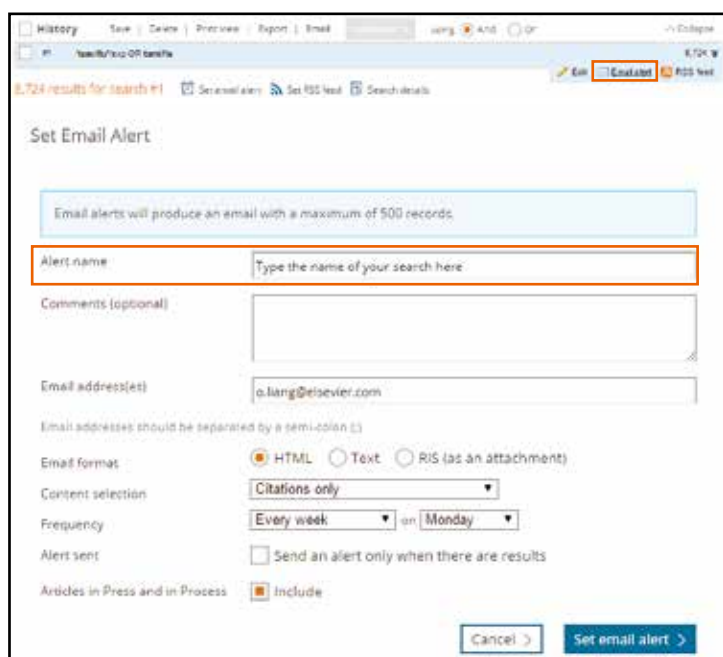 History Save | Delete | Print view | Export | Email using And Or Collapse
#1 8,724
Edit Email alert RSS feed
8,724 results for search #1 Set email alert Set RSS feed Search details
Set Email Alert
Email alerts will produce an email with a maximum of 500 records.
Alert name Type the name of your search here
Comments (optional)
Email address(es) o.liang@elsevier.com
Email addresses should be separated by a semi-colon (;)
Email format HTML Text RIS (as an attachment)
Content selection Citations only
Frequency Every week on Monday
Alert sent Send an alert only when there are results
Articles in Press and in Process Include
Cancel > Set email alert >